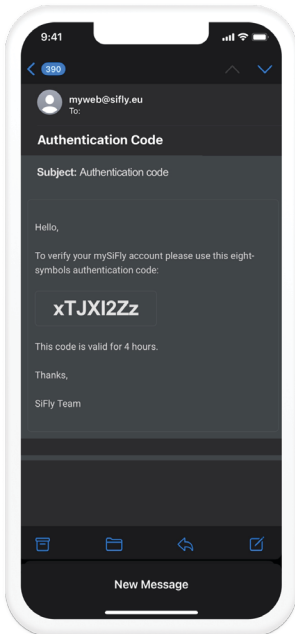 9:41
390
myweb@sifly.eu
To:
Authentication Code
Subject: Authentication code
Hello,
To verify your mySiFly account please use this eight-
symbols authentication code:
xTJXI2Zz
This code is valid for 4 hours.
Thanks,
SiFly Team
New Message